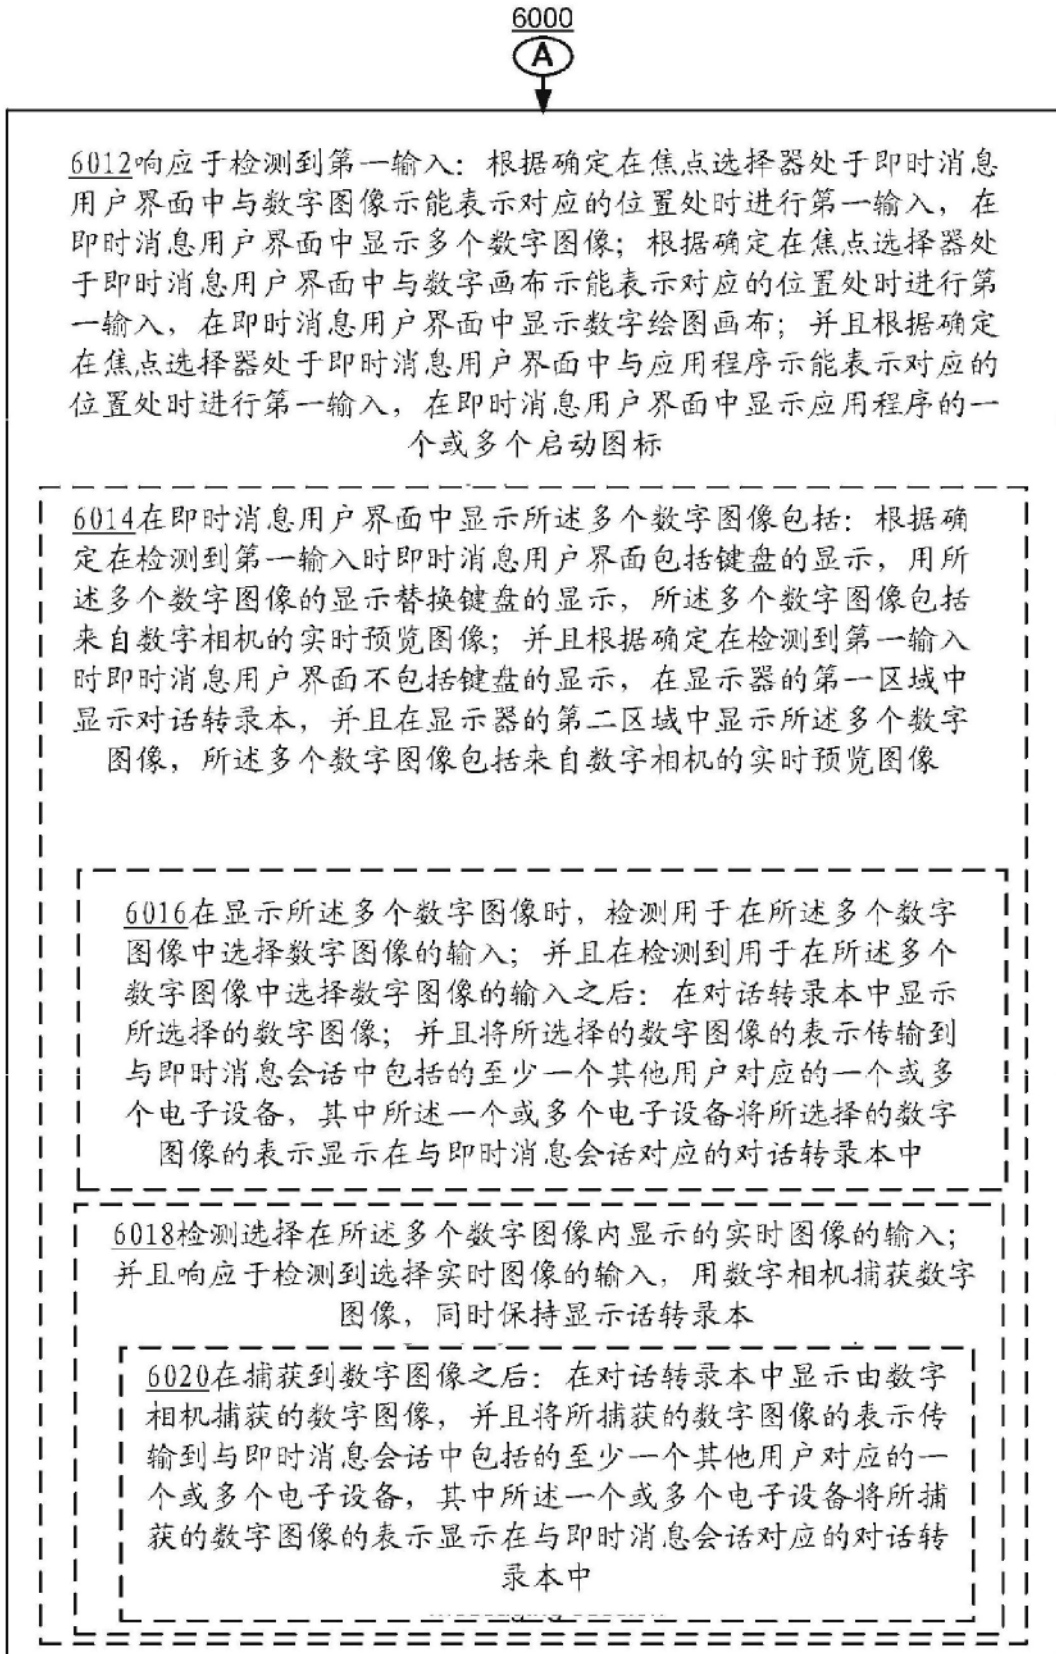 6000
A
6012响应于检测到第一输入：根据确定在焦点选择器处于即时消息
用户界面中与数字图像示能表示对应的位置处时进行第一输入，在
即时消息用户界面中显示多个数字图像；根据确定在焦点选择器处
于即时消息用户界面中与数字画布示能表示对应的位置处时进行第
一输入，在即时消息用户界面中显示数字绘图画布；并且根据确定
在焦点选择器处于即时消息用户界面中与应用程序示能表示对应的
位置处时进行第一输入，在即时消息用户界面中显示应用程序的一
个或多个启动图标
6014在即时消息用户界面中显示所述多个数字图像包括：根据确
定在检测到第一输入时即时消息用户界面包括键盘的显示，用所
述多个数字图像的显示替换键盘的显示，所述多个数字图像包括
来自数字相机的实时预览图像；并且根据确定在检测到第一输入
时即时消息用户界面不包括键盘的显示，在显示器的第一区域中
显示对话转录本，并且在显示器的第二区域中显示所述多个数字
图像，所述多个数字图像包括来自数字相机的实时预览图像
6016在显示所述多个数字图像时，检测用于在所述多个数字
图像中选择数字图像的输入；并且在检测到用于在所述多个
数字图像中选择数字图像的输入之后：在对话转录本中显示
所选择的数字图像；并且将所选择的数字图像的表示传输到
与即时消息会话中包括的至少一个其他用户对应的一个或多
个电子设备，其中所述一个或多个电子设备将所选择的数字
图像的表示显示在与即时消息会话对应的对话转录本中
6018检测选择在所述多个数字图像内显示的实时图像的输入；
并且响应于检测到选择实时图像的输入，用数字相机捕获数字
图像，同时保持显示话转录本
6020在捕获到数字图像之后：在对话转录本中显示由数字
相机捕获的数字图像，并且将所捕获的数字图像的表示传
输到与即时消息会话中包括的至少一个其他用户对应的一
个或多个电子设备，其中所述一个或多个电子设备将所捕
获的数字图像的表示显示在与即时消息会话对应的对话转
录本中